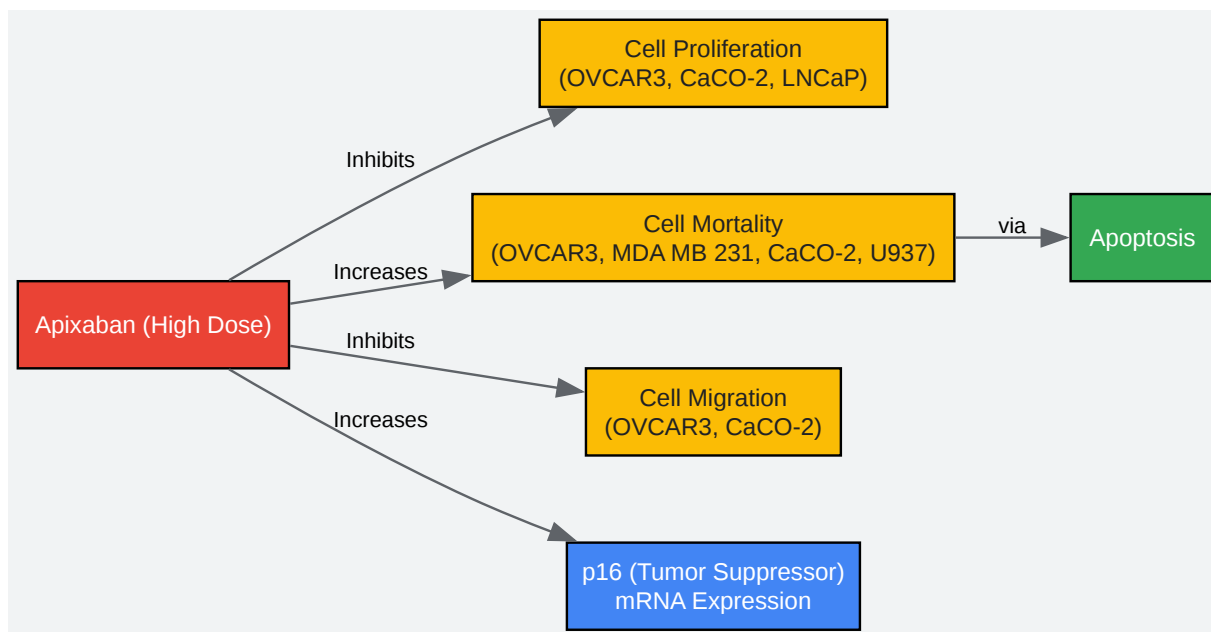 Cell Proliferation
(OVCAR3, CaCO-2, LNCaP)
Inhibits
Cell Mortality
(OVCAR3, MDA MB 231, CaCO-2, U937)
via
Apoptosis
Increases
Apixaban (High Dose)
Inhibits
Cell Migration
(OVCAR3, CaCO-2)
Increases
p16 (Tumor Suppressor)
mRNA Expression